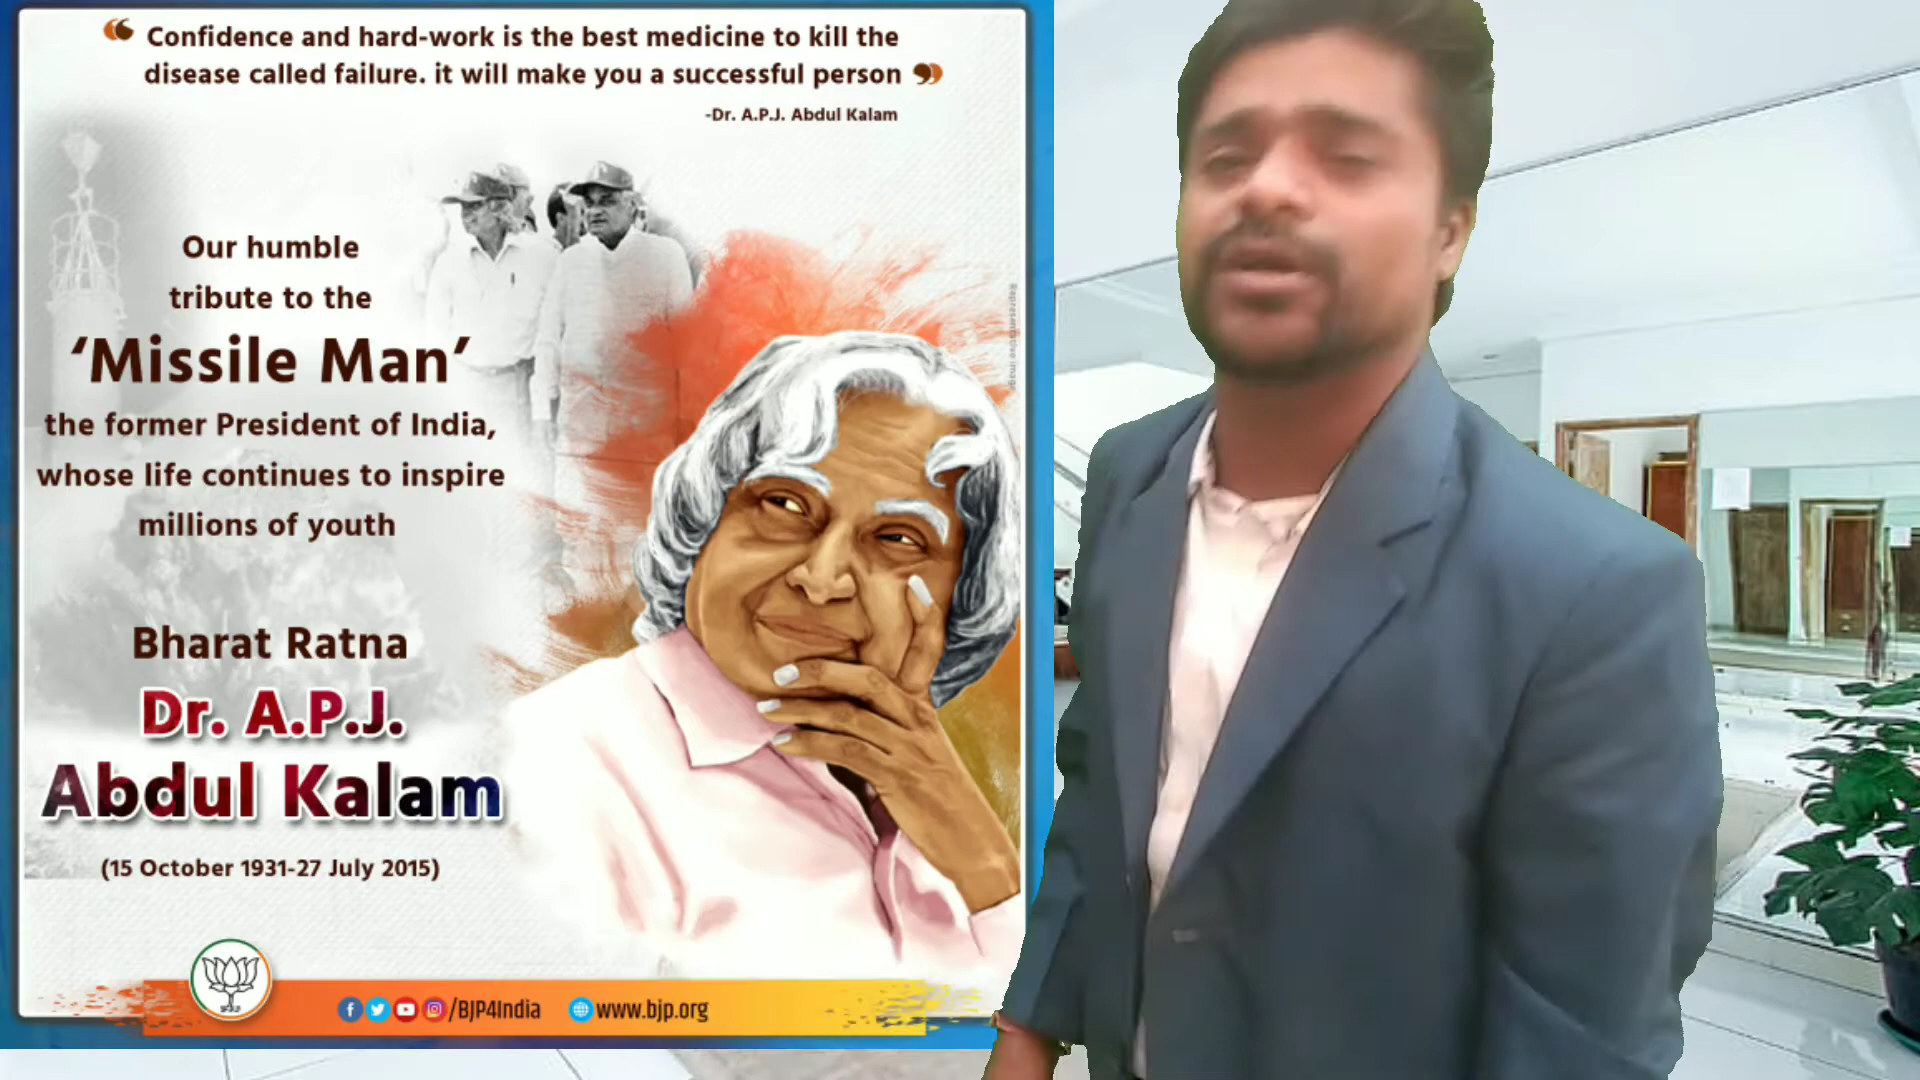 Confidence and hard-work is the best medicine to kill the
disease called failure. it will make you a successful person
-Dr. A.P.J. Abdul Kalam
Our humble
tribute to the
‘Missile Man’
the former President of India,
whose life continues to inspire
millions of youth
Bharat Ratna
Dr. A.P.J.
Abdul Kalam
(15 October 1931-27 July 2015)
/BJP4India
www.bjp.org
Representative image